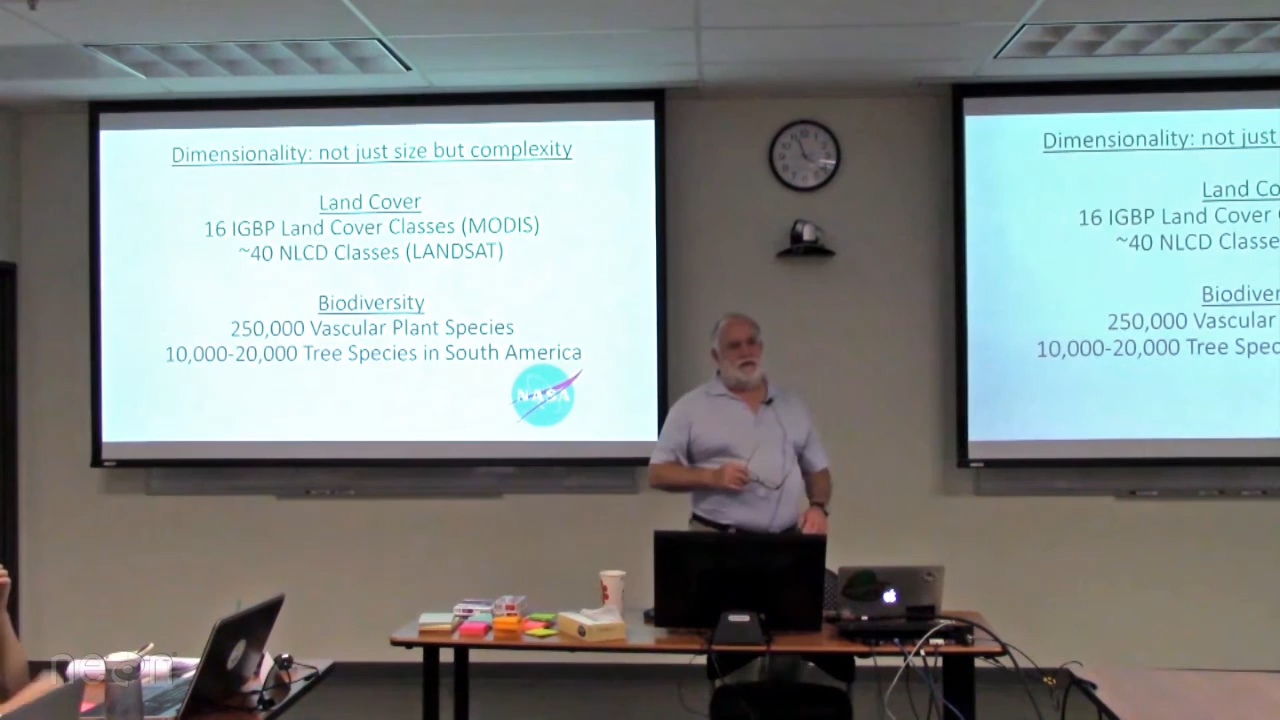 Dimensionality: not just size but complexity
Land Cover
16 IGBP Land Cover Classes (MODIS)
~40 NLCD Classes (LANDSAT)
Biodiversity
250,000 Vascular Plant Species
10,000-20,000 Tree Species in South America
NASA
Dimensionality: not just
Land Co
16 IGBP Land Cover
~40 NLCD Classe
Biodiver
250,000 Vascular
10,000-20,000 Tree Spec
neon